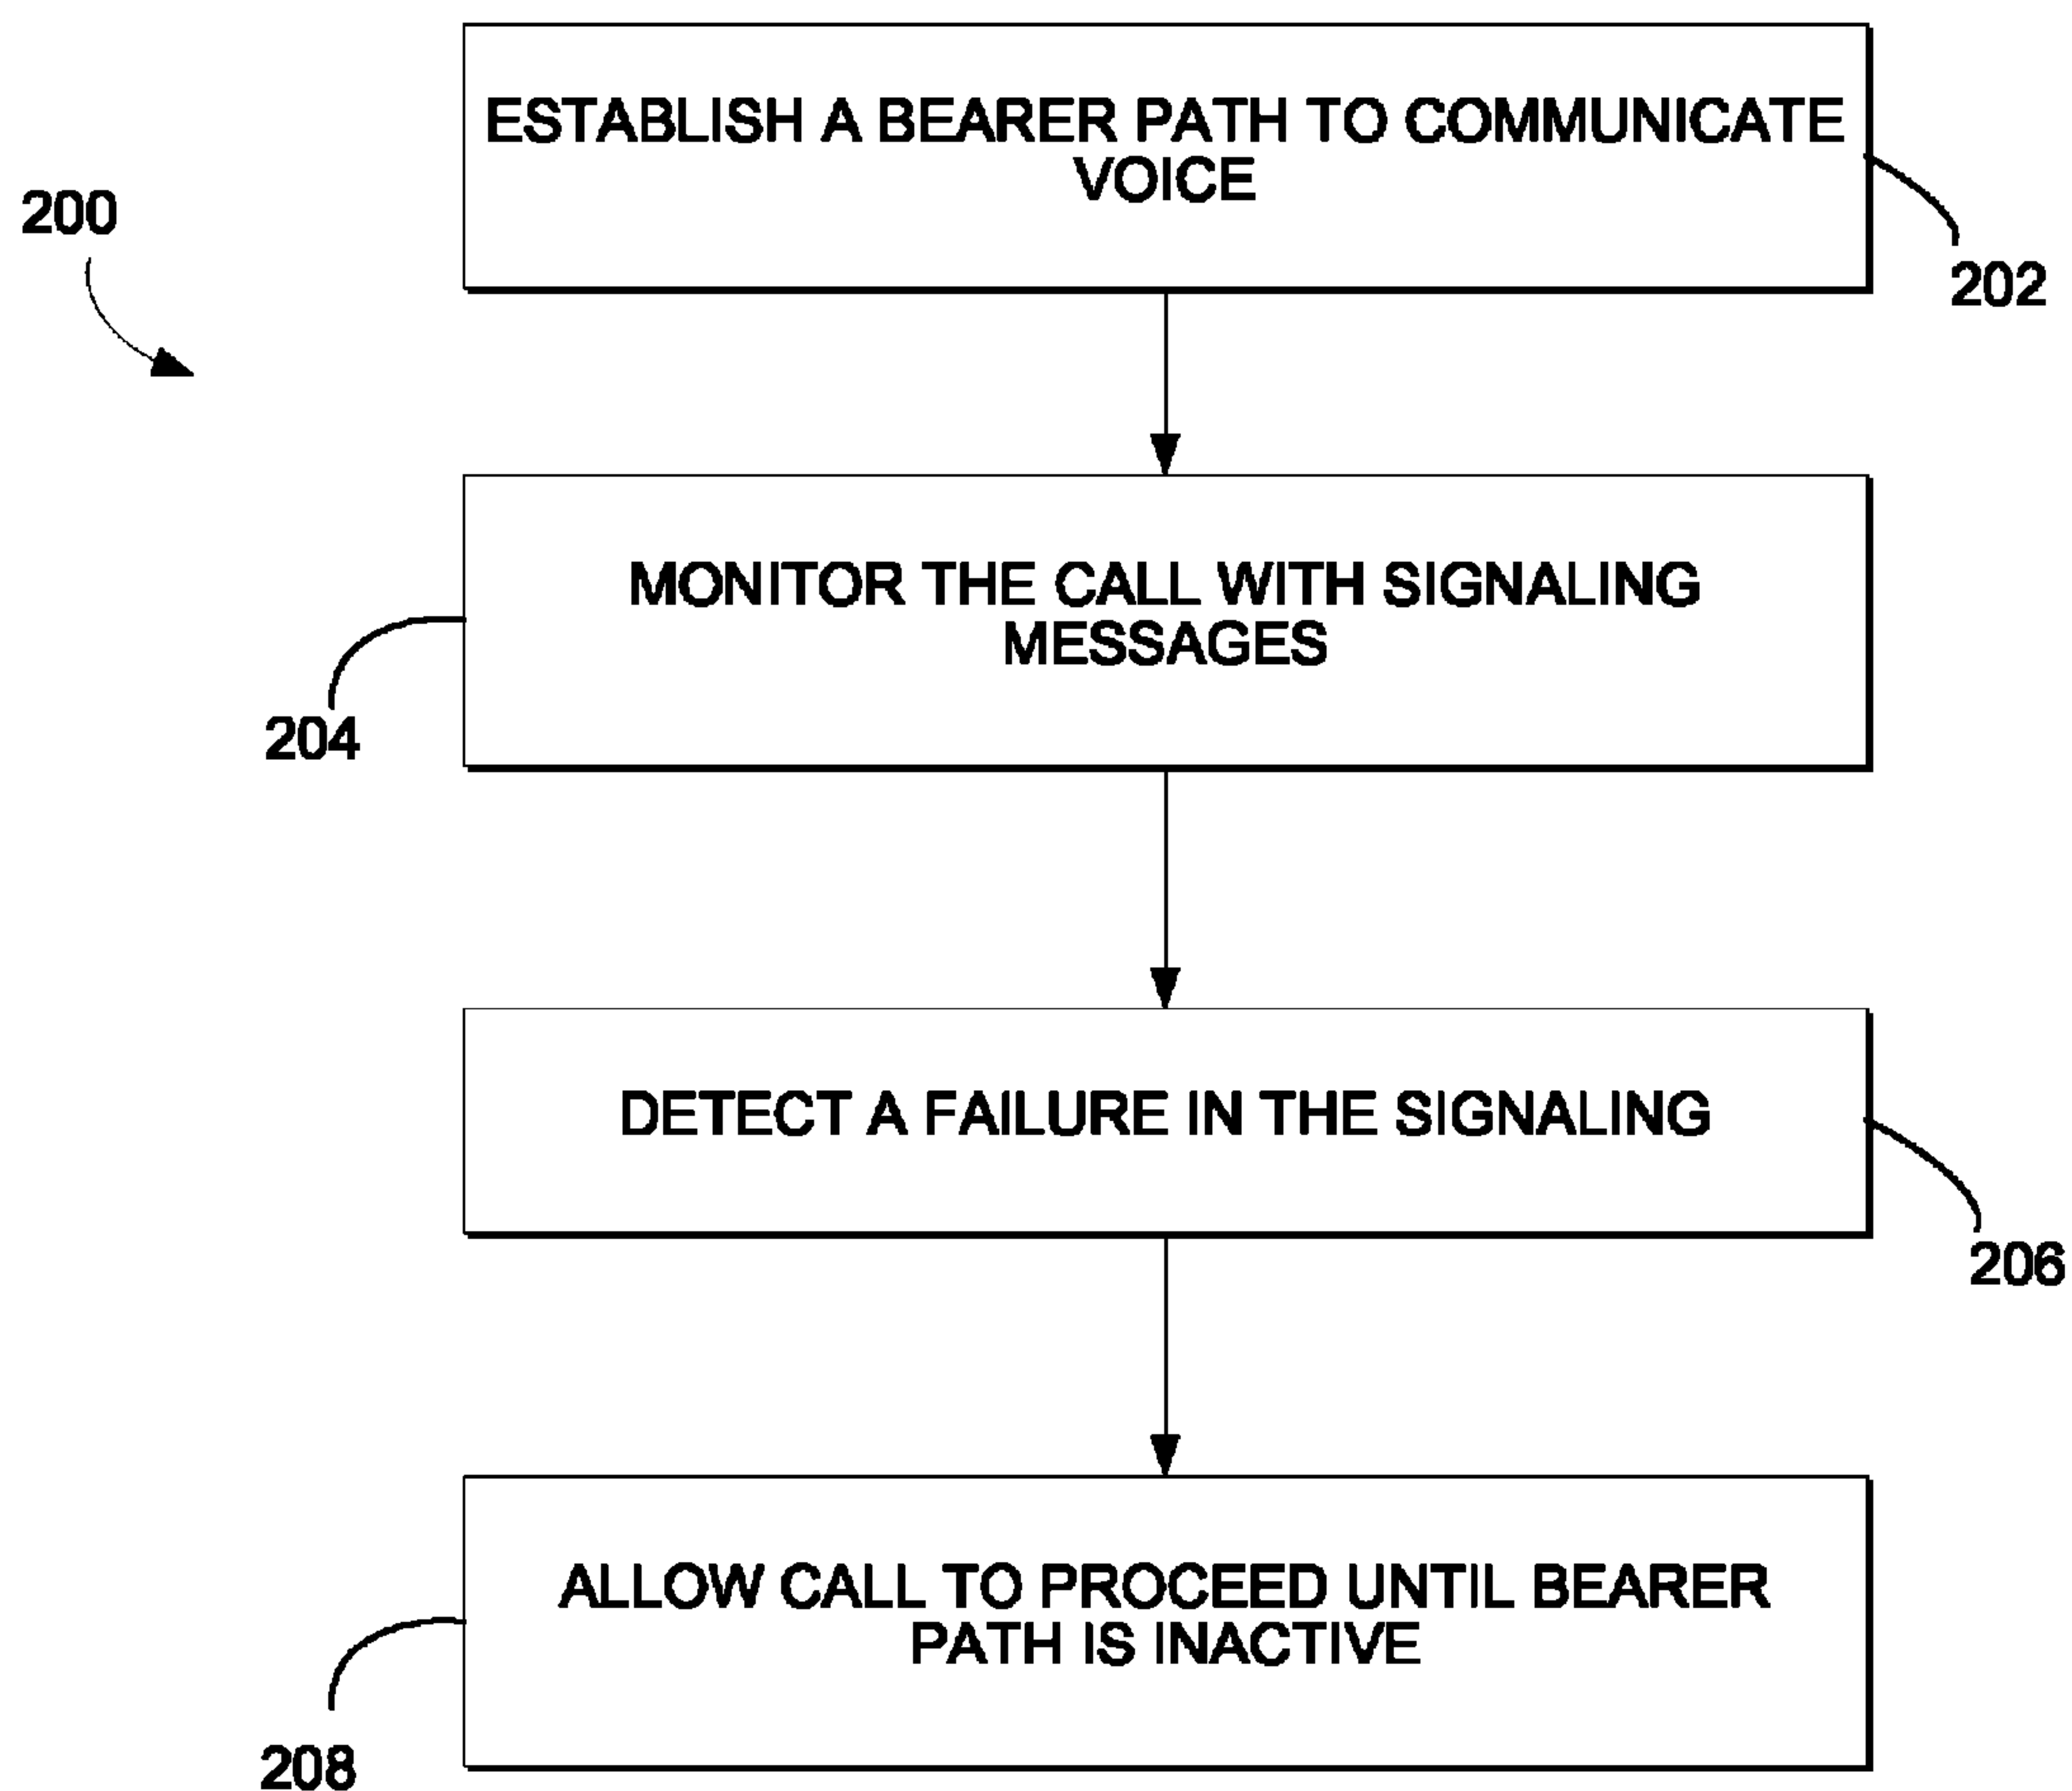 ESTABLISH A BEARER PATH TO COMMUNICATE
VOICE
200
202
MONITOR THE CALL WITH SIGNALING
MESSAGES
204
DETECT A FAILURE IN THE SIGNALING
206
ALLOW CALL TO PROCEED UNTIL BEARER
PATH IS INACTIVE
208